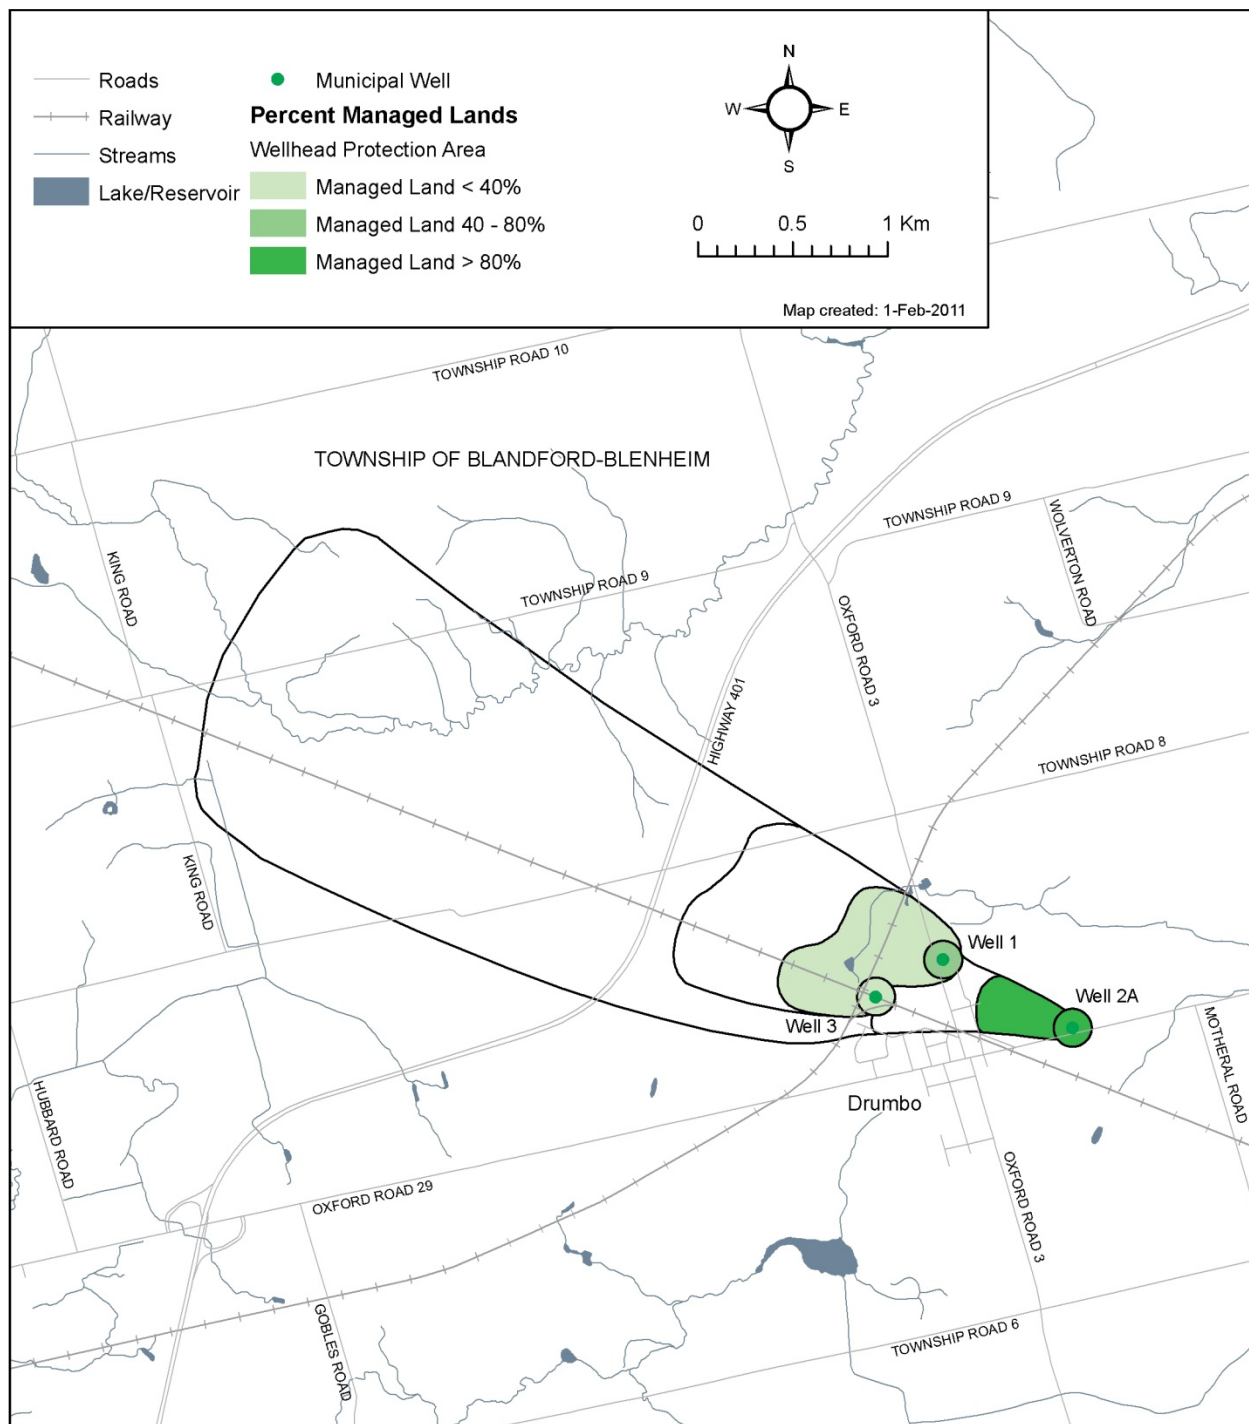 Roads
Railway
Streams
Lake/Reservoir
Municipal Well
Percent Managed Lands
Wellhead Protection Area
Managed Land < 40%
Managed Land 40 - 80%
Managed Land > 80%
N
W
E
S
0 0.5 1 Km
Map created: 1-Feb-2011
TOWNSHIP ROAD 10
TOWNSHIP OF BLANDFORD-BLENHEIM
TOWNSHIP ROAD 9
WOLVERTON ROAD
KING ROAD
TOWNSHIP ROAD 9
OXFORD ROAD 3
HIGHWAY 401
TOWNSHIP ROAD 8
KING ROAD
Well 1
Well 2A
Well 3
MOTHERAL ROAD
HUBBARD ROAD
Drumbo
OXFORD ROAD 29
OXFORD ROAD 3
GOBLES ROAD
TOWNSHIP ROAD 6